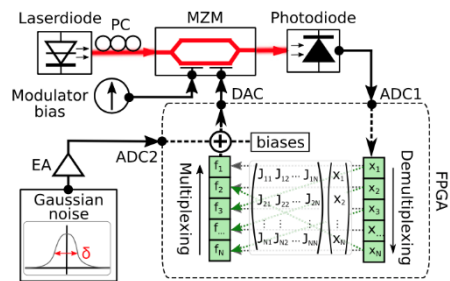 Laserdiode
PC
MZM
Photodiode
Modulator
bias
DAC
ADC1
EA
ADC2
biases
FPGA
Gaussian
noise
δ
Multiplexing
f1
f2
f3
f...
fN
J11 J12 ... J1N
J21 J22 ... J2N
⋮ ⋮ ⋮
JN1 JN2 ... JNN
x1
x2
⋮
xN
x1
x2
x3
x...
xN
Demultiplexing